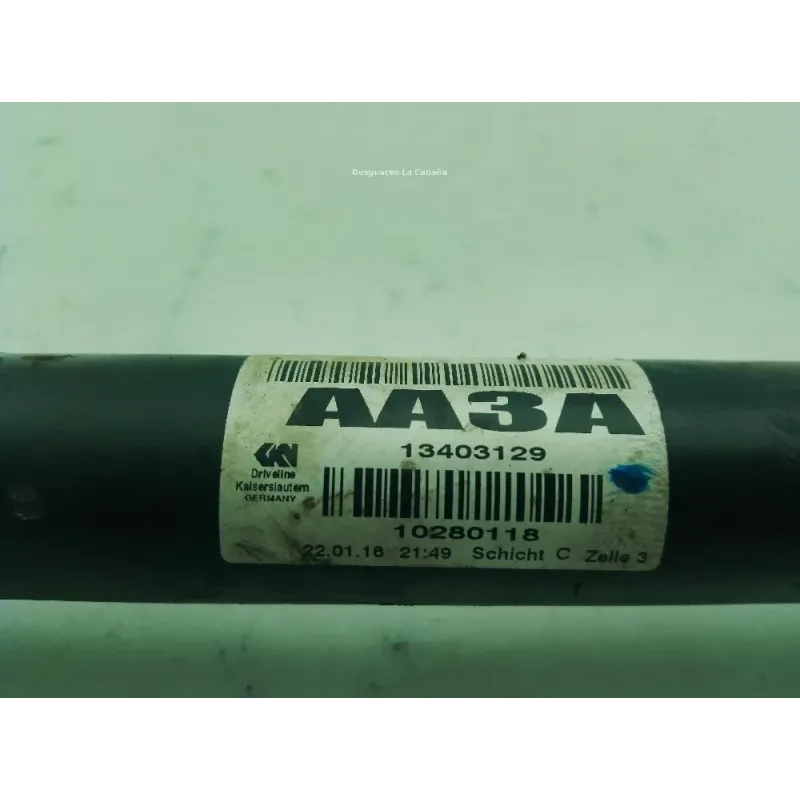 Desguaces La Cabaña
AA3A
13403129
GKN
Driveline
Kaiserslautern
GERMANY
10280118
22.01.18 21:49 Schicht C Zelle 3